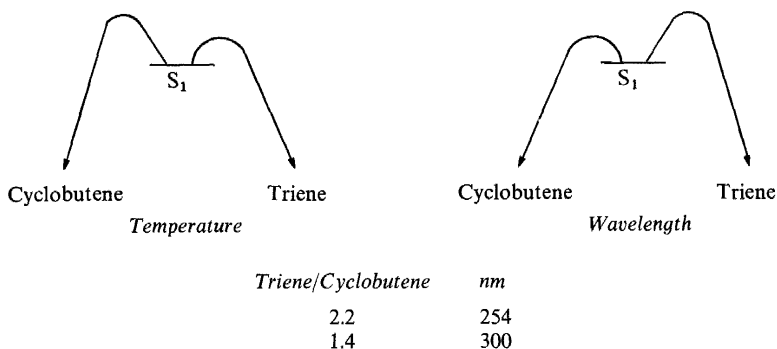 S₁
S₁
Cyclobutene Triene Cyclobutene Triene
Temperature Wavelength
Triene/Cyclobutene nm
2.2 254
1.4 300